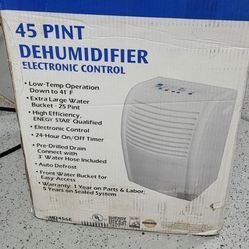 45 PINT
DEHUMIDIFIER
ELECTRONIC CONTROL
• Low-Temp Operation
Down to 41˚F
• Extra Large Water
Bucket - 25 Pint
• High Efficiency,
ENEGY STAR Qualified
• Electronic Control
• 24-Hour On/Off Timer
• Pre-Drilled Drain
Connect with
3' Water Hose Included
• Auto Defrost
• Front Water Bucket for
Easy Access
• Warranty: 1 Year on Parts & Labor;
5 Years on Sealed System